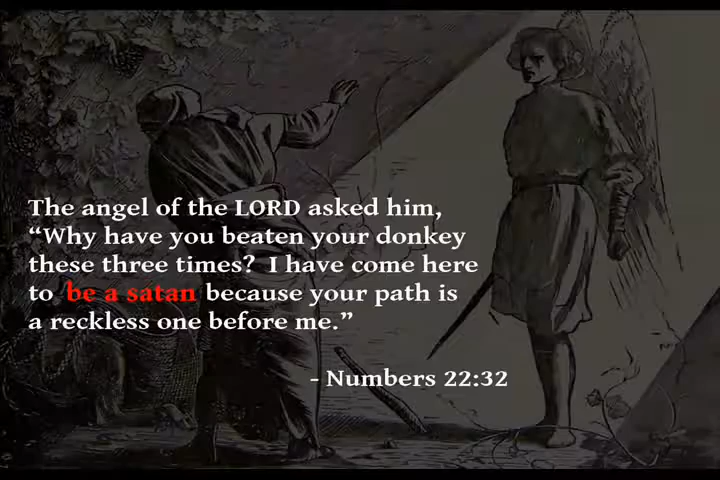 The angel of the LORD asked him,
“Why have you beaten your donkey
these three times? I have come here
to be a satan because your path is
a reckless one before me.”
- Numbers 22:32